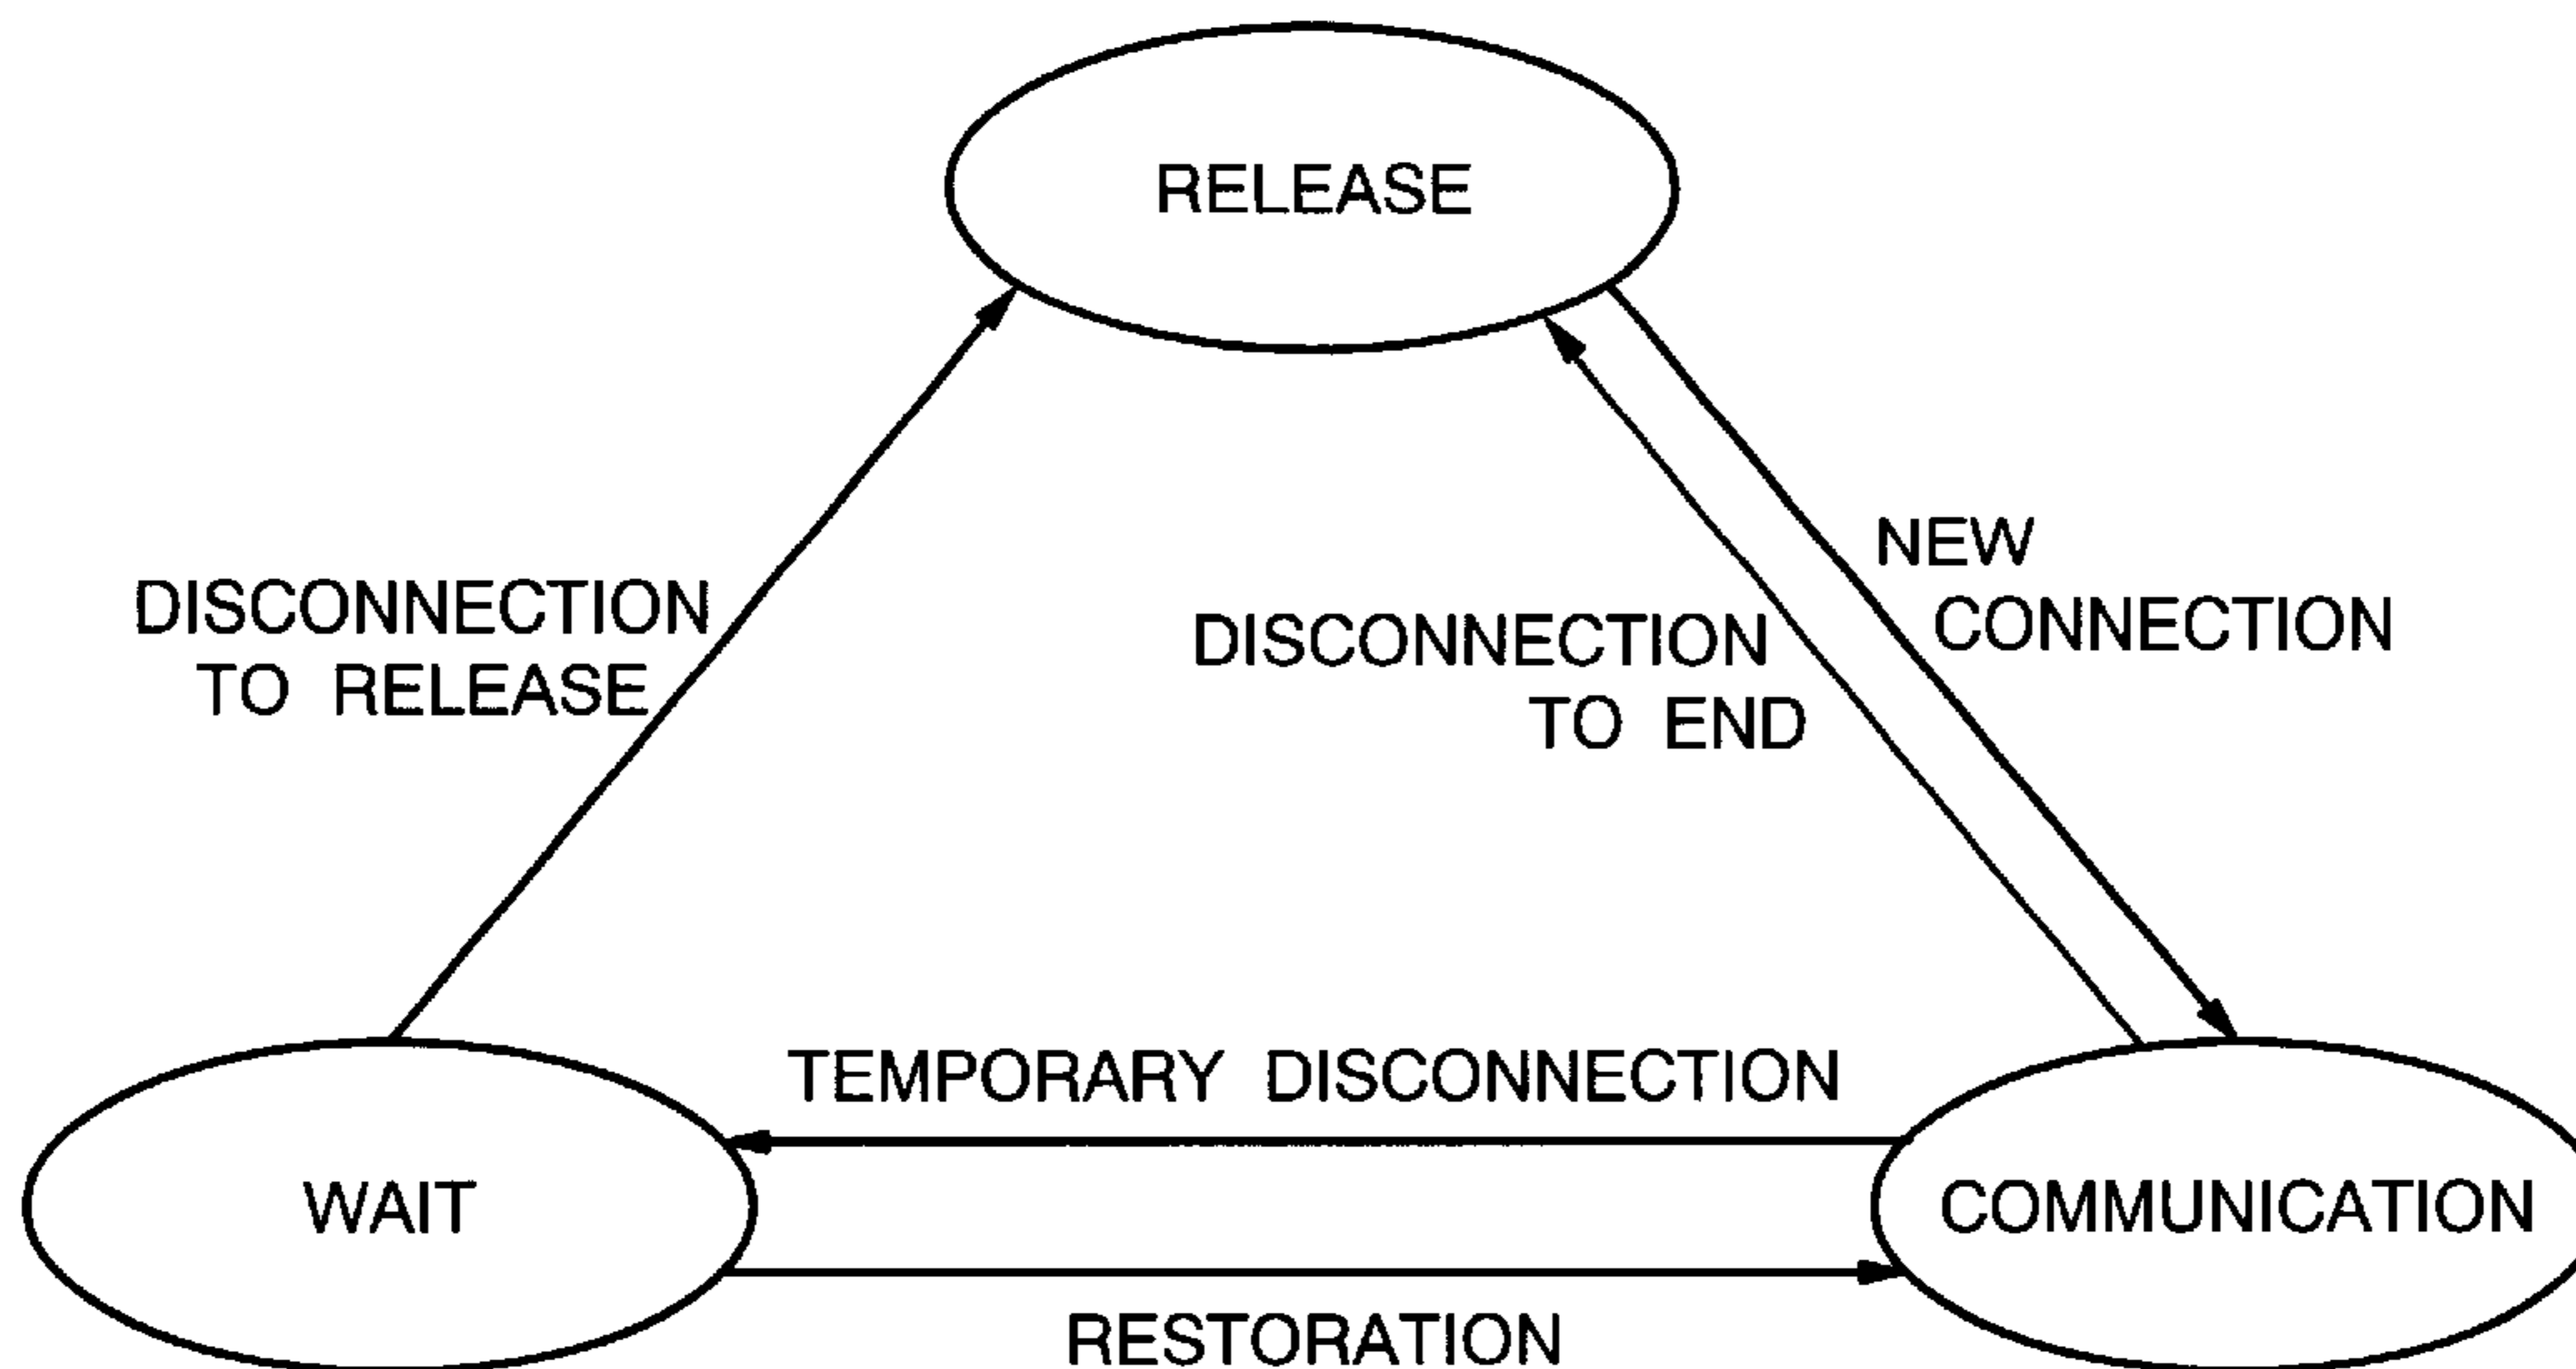 RELEASE
NEW
CONNECTION
DISCONNECTION
TO RELEASE
DISCONNECTION
TO END
TEMPORARY DISCONNECTION
WAIT
COMMUNICATION
RESTORATION